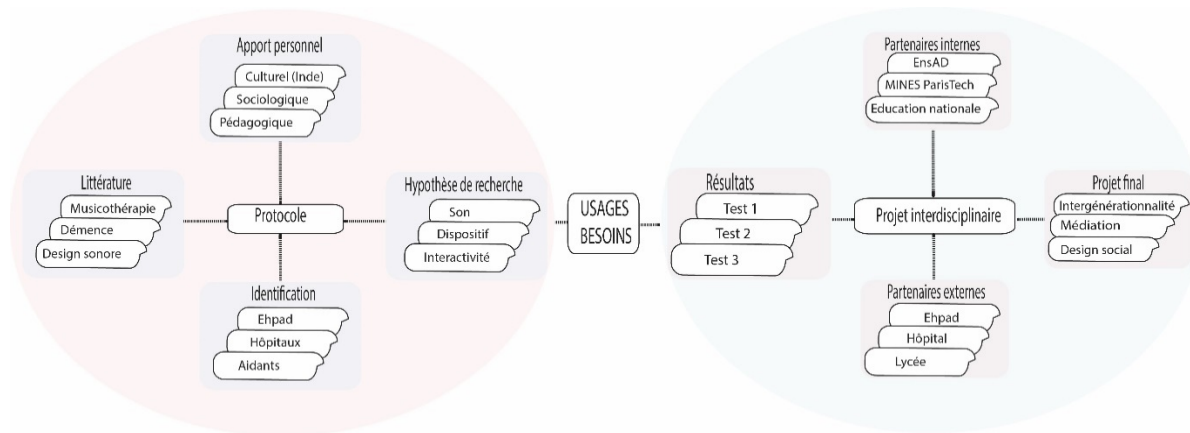 Apport personnel
Culturel (Inde)
Sociologique
Pédagogique
Littérature
Musicothérapie
Démence
Design sonore
Protocole
Hypothèse de recherche
Son
Dispositif
Interactivité
Identification
Ehpad
Hôpitaux
Aidants
USAGES
BESOINS
Partenaires internes
EnsAD
MINES ParisTech
Education nationale
Résultats
Test 1
Test 2
Test 3
Projet interdisciplinaire
Projet final
Intergénérationnalité
Médiation
Design social
Partenaires externes
Ehpad
Hôpital
Lycée